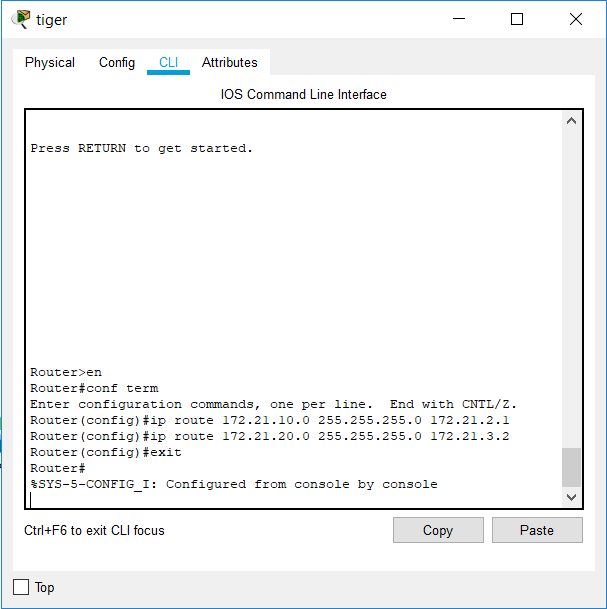 tiger
Physical Config CLI Attributes
IOS Command Line Interface
Press RETURN to get started.
Router>en
Router#conf term
Enter configuration commands, one per line.  End with CNTL/Z.
Router(config)#ip route 172.21.10.0 255.255.255.0 172.21.2.1
Router(config)#ip route 172.21.20.0 255.255.255.0 172.21.3.2
Router(config)#exit
Router#
%SYS-5-CONFIG_I: Configured from console by console
Ctrl+F6 to exit CLI focus
Copy Paste
Top